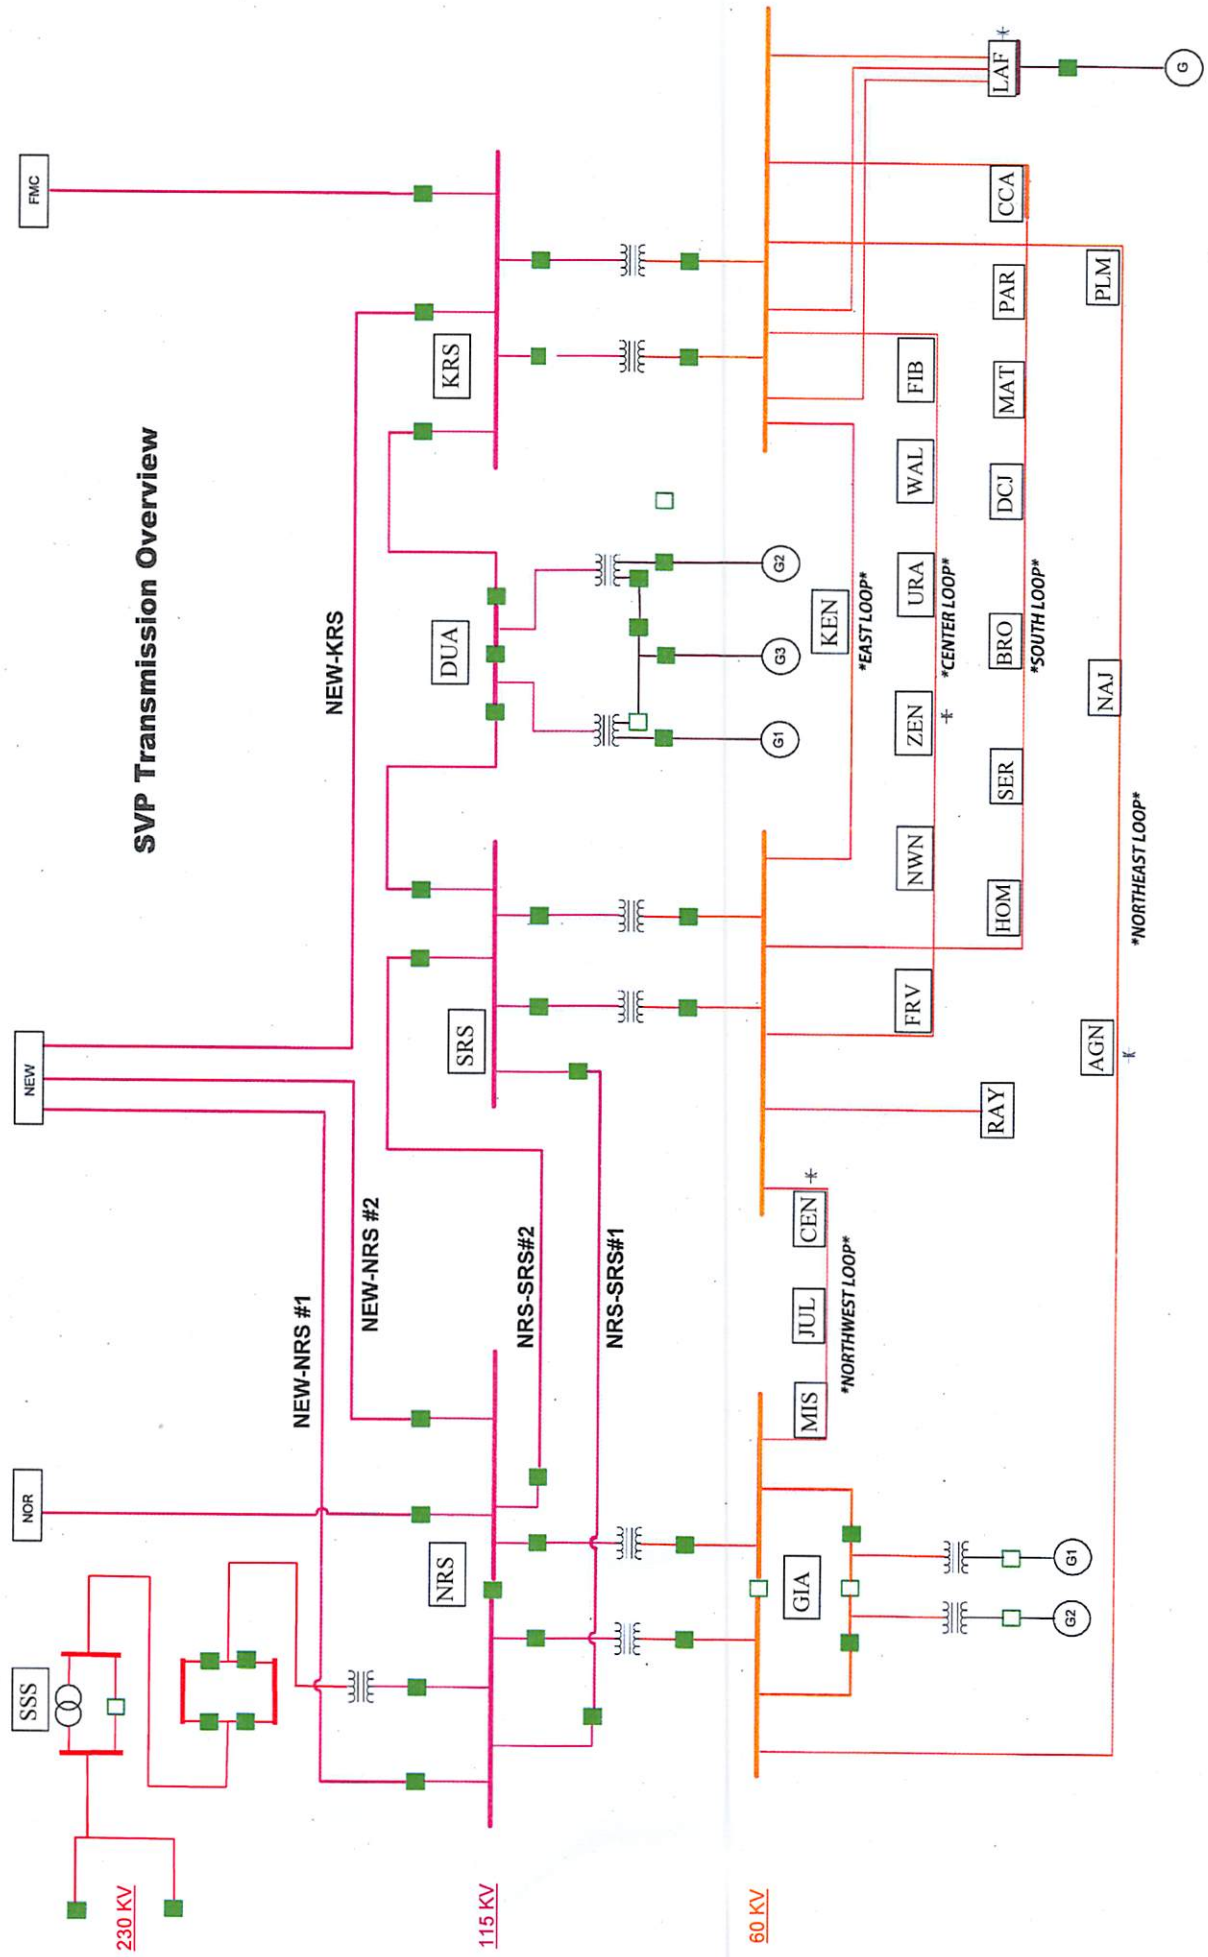 SVP Transmission Overview
230 KV
SSS
NOR
NEW
FMC
NEW-NRS #1
NEW-NRS #2
NEW-KRS
115 KV
NRS
NRS-SRS#2
NRS-SRS#1
SRS
DUA
KRS
G1
G3
G2
60 KV
GIA
G2
G1
MIS
JUL
CEN
*NORTHWEST LOOP*
RAY
KEN
*EAST LOOP*
FRV
NWN
ZEN
URA
WAL
FIB
*CENTER LOOP*
HOM
SER
BRO
DCJ
MAT
PAR
CCA
*SOUTH LOOP*
LAF
G
AGN
NAJ
PLM
*NORTHEAST LOOP*